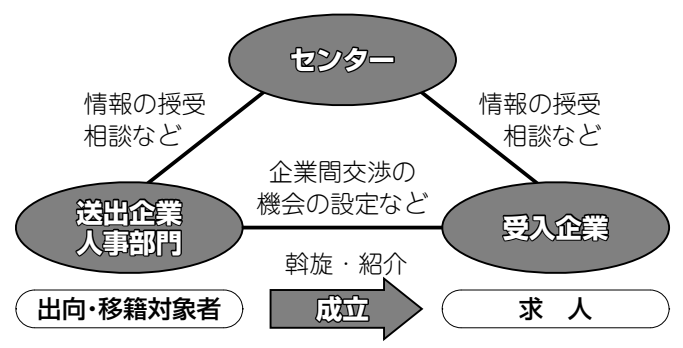 センター
情報の授受
相談など
情報の授受
相談など
企業間交渉の
機会の設定など
送出企業
人事部門
受入企業
斡旋・紹介
出向・移籍対象者
成立
求　人